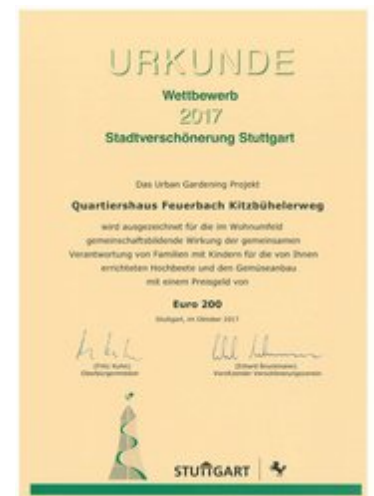 URKUNDE
Wettbewerb
2017
Stadtverschönerung Stuttgart
Das Urban Gardening Projekt
Quartiershaus Feuerbach Kitzbühelerweg
wird ausgezeichnet für die im Wohnumfeld
gemeinschaftsbildende Wirkung der gemeinsamen
Verantwortung von Familien mit Kindern für die von Ihnen
errichteten Hochbeete und den Gemüseanbau
mit einem Preisgeld von
Euro 200
Stuttgart, im Oktober 2017
(Fritz Kuhn)
Oberbürgermeister
(Erhard Bruckmann)
Vorsitzender Verschönerungsverein
STUTTGART